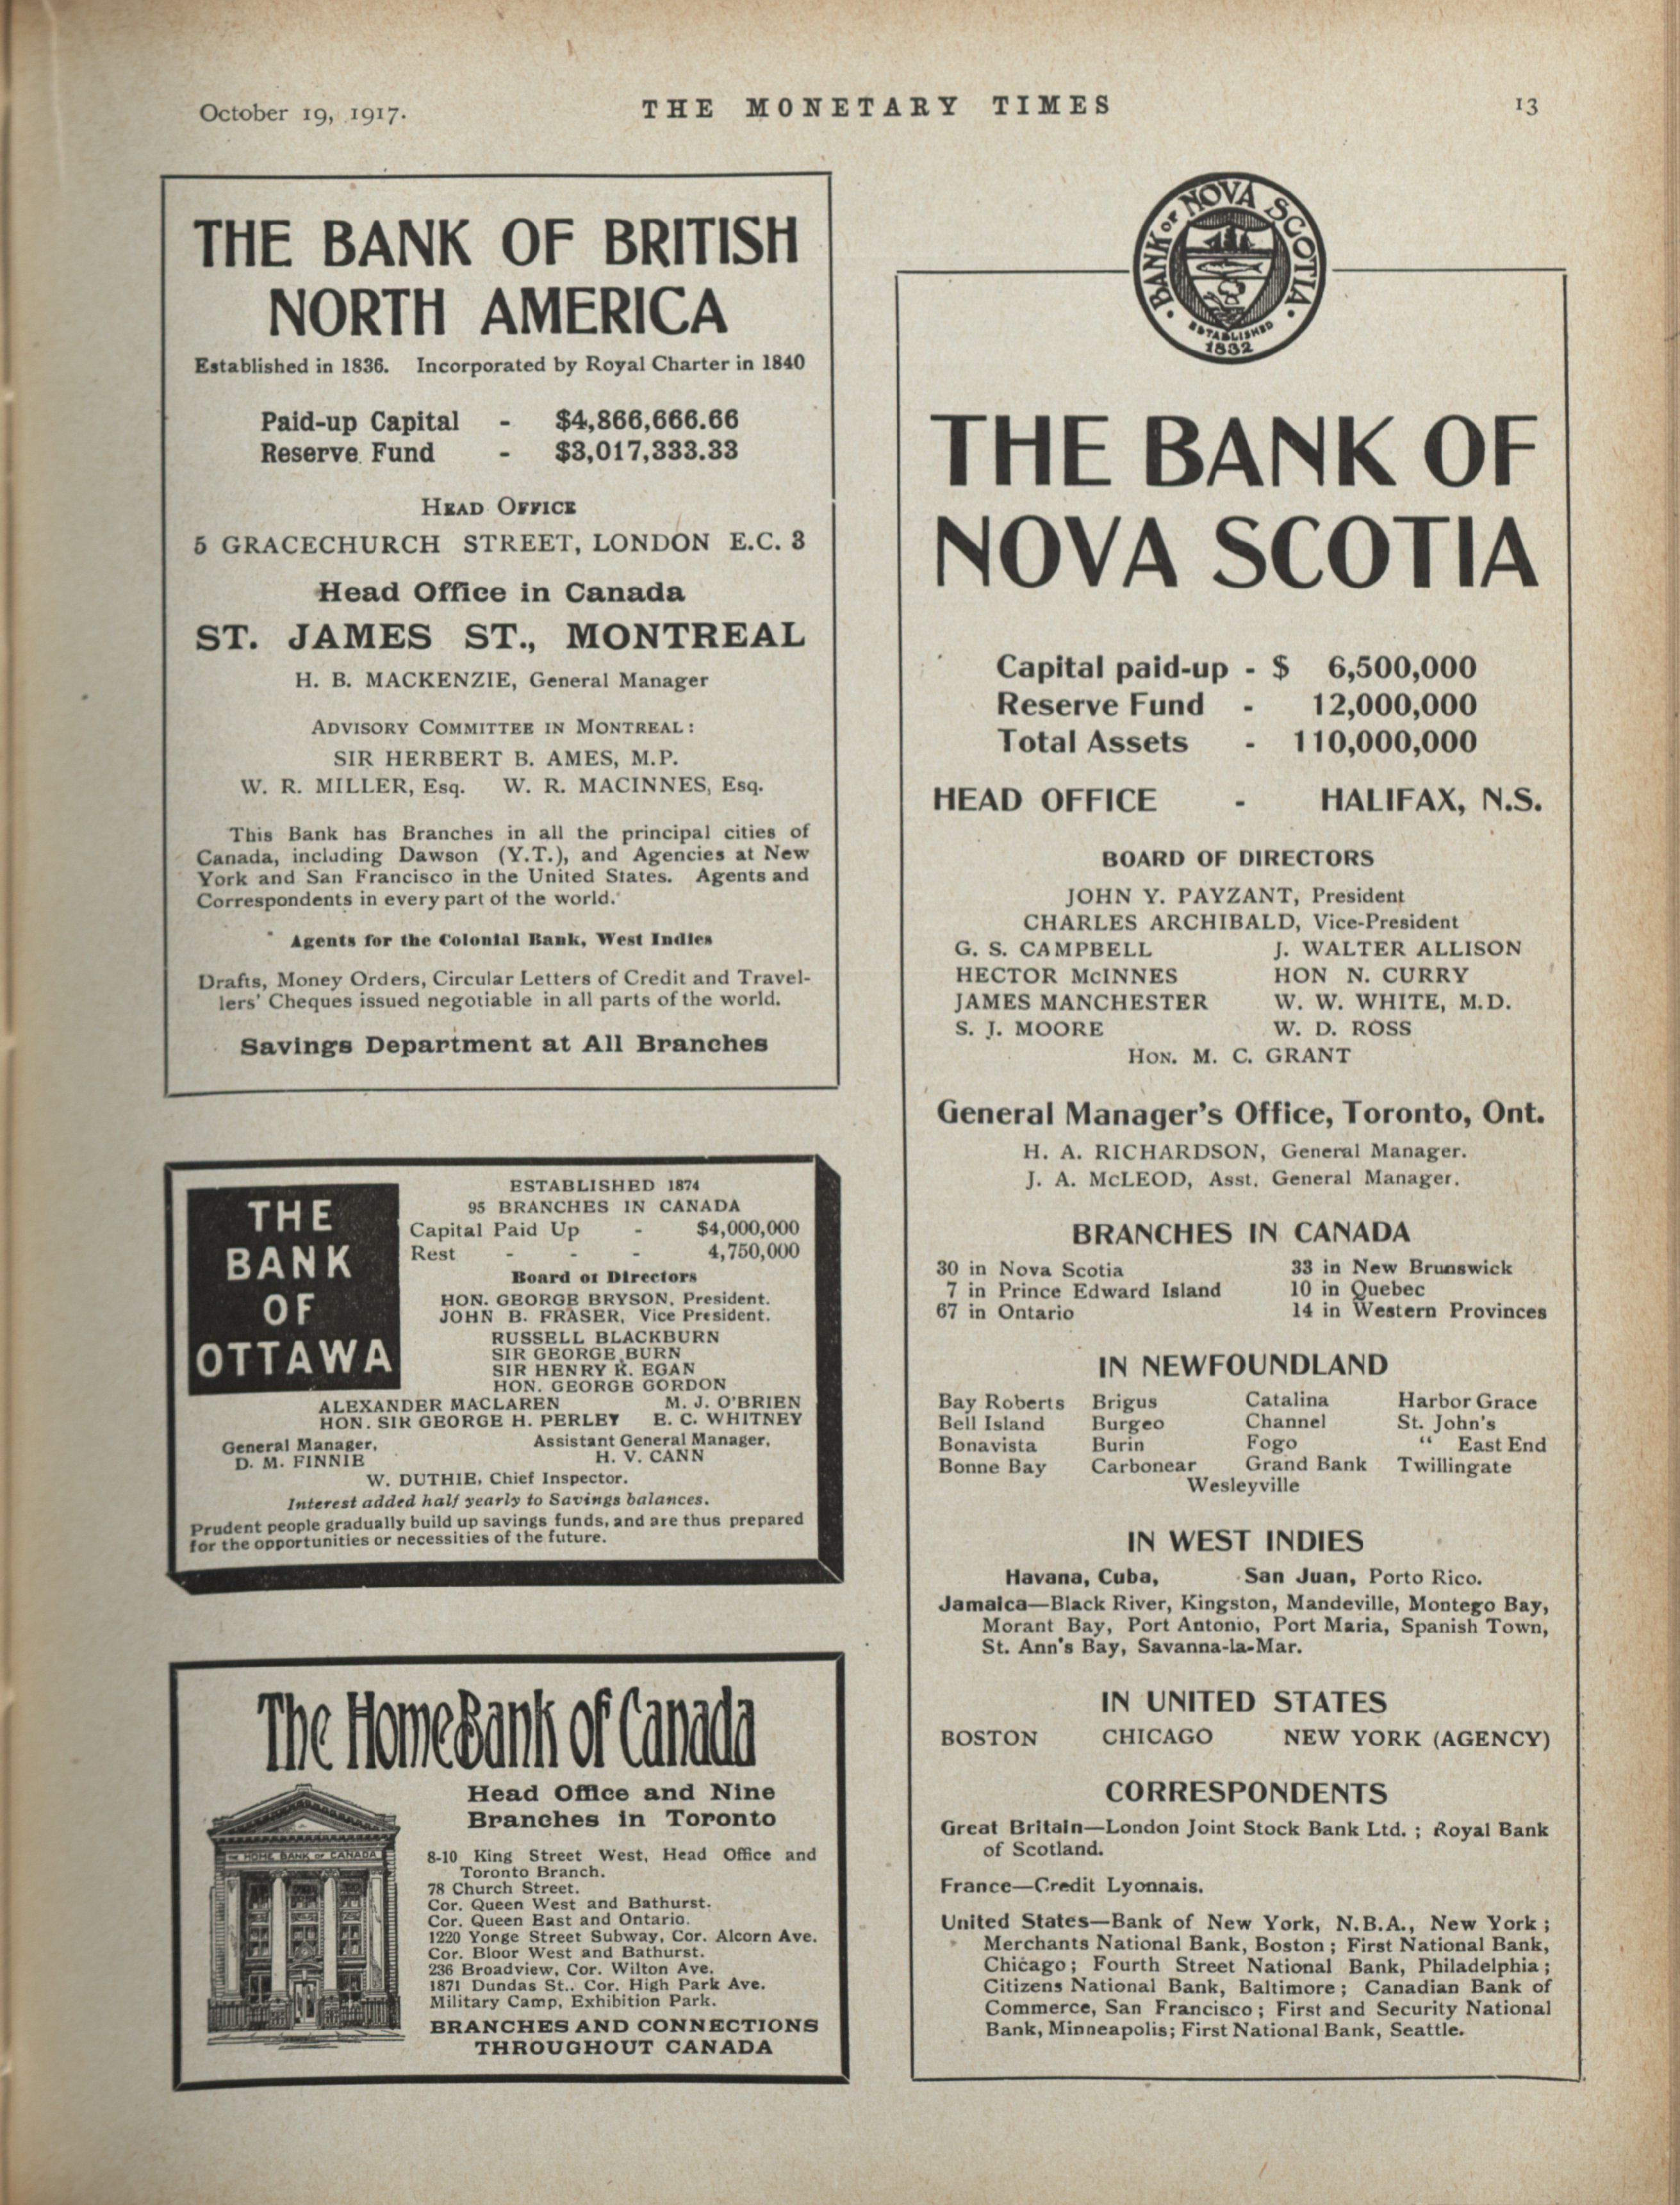 October 19, 1917.
THE MONETARY TIMES
13
THE BANK OF BRITISH
NORTH AMERICA
Established in 1836. Incorporated by Royal Charter in 1840
Paid-up Capital - $4,866,666.66
Reserve Fund - $3,017,333.33
HEAD OFFICE
5 GRACECHURCH STREET, LONDON E.C. 3
Head Office in Canada
ST. JAMES ST., MONTREAL
H. B. MACKENZIE, General Manager
ADVISORY COMMITTEE IN MONTREAL:
SIR HERBERT B. AMES, M.P.
W. R. MILLER, Esq. W. R. MACINNES, Esq.
This Bank has Branches in all the principal cities of
Canada, including Dawson (Y.T.), and Agencies at New
York and San Francisco in the United States. Agents and
Correspondents in every part of the world.
Agents for the Colonial Bank, West Indies
Drafts, Money Orders, Circular Letters of Credit and Travel-
lers' Cheques issued negotiable in all parts of the world.
Savings Department at All Branches
THE
BANK
OF
OTTAWA
ESTABLISHED 1874
95 BRANCHES IN CANADA
Capital Paid Up - $4,000,000
Rest - - - 4,750,000
Board of Directors
HON. GEORGE BRYSON, President.
JOHN B. FRASER, Vice President.
RUSSELL BLACKBURN
SIR GEORGE BURN
SIR HENRY K. EGAN
HON. GEORGE GORDON
ALEXANDER MACLAREN M. J. O'BRIEN
HON. SIR GEORGE H. PERLEY E. C. WHITNEY
General Manager, Assistant General Manager,
D. M. FINNIE H. V. CANN
W. DUTHIE, Chief Inspector.
Interest added half yearly to Savings balances.
Prudent people gradually build up savings funds, and are thus prepared
for the opportunities or necessities of the future.
The Home Bank of Canada
HOME BANK OF CANADA
Head Office and Nine
Branches in Toronto
8-10 King Street West, Head Office and
Toronto Branch.
78 Church Street.
Cor. Queen West and Bathurst.
Cor. Queen East and Ontario.
1220 Yonge Street Subway, Cor. Alcorn Ave.
Cor. Bloor West and Bathurst.
236 Broadview, Cor. Wilton Ave.
1871 Dundas St., Cor. High Park Ave.
Military Camp, Exhibition Park.
BRANCHES AND CONNECTIONS
THROUGHOUT CANADA
BANK OF NOVA SCOTIA
ESTABLISHED
1832
THE BANK OF
NOVA SCOTIA
Capital paid-up - $ 6,500,000
Reserve Fund - 12,000,000
Total Assets - 110,000,000
HEAD OFFICE - HALIFAX, N.S.
BOARD OF DIRECTORS
JOHN Y. PAYZANT, President
CHARLES ARCHIBALD, Vice-President
G. S. CAMPBELL J. WALTER ALLISON
HECTOR McINNES HON N. CURRY
JAMES MANCHESTER W. W. WHITE, M.D.
S. J. MOORE W. D. ROSS
HON. M. C. GRANT
General Manager's Office, Toronto, Ont.
H. A. RICHARDSON, General Manager.
J. A. McLEOD, Asst. General Manager.
BRANCHES IN CANADA
30 in Nova Scotia 33 in New Brunswick
7 in Prince Edward Island 10 in Quebec
67 in Ontario 14 in Western Provinces
IN NEWFOUNDLAND
Bay Roberts Brigus Catalina Harbor Grace
Bell Island Burgeo Channel St. John's
Bonavista Burin Fogo " East End
Bonne Bay Carbonear Grand Bank Twillingate
Wesleyville
IN WEST INDIES
Havana, Cuba, San Juan, Porto Rico.
Jamaica—Black River, Kingston, Mandeville, Montego Bay,
Morant Bay, Port Antonio, Port Maria, Spanish Town,
St. Ann's Bay, Savanna-la-Mar.
IN UNITED STATES
BOSTON CHICAGO NEW YORK (AGENCY)
CORRESPONDENTS
Great Britain—London Joint Stock Bank Ltd. ; Royal Bank
of Scotland.
France—Credit Lyonnais.
United States—Bank of New York, N.B.A., New York ;
Merchants National Bank, Boston ; First National Bank,
Chicago ; Fourth Street National Bank, Philadelphia ;
Citizens National Bank, Baltimore ; Canadian Bank of
Commerce, San Francisco ; First and Security National
Bank, Minneapolis; First National Bank, Seattle.